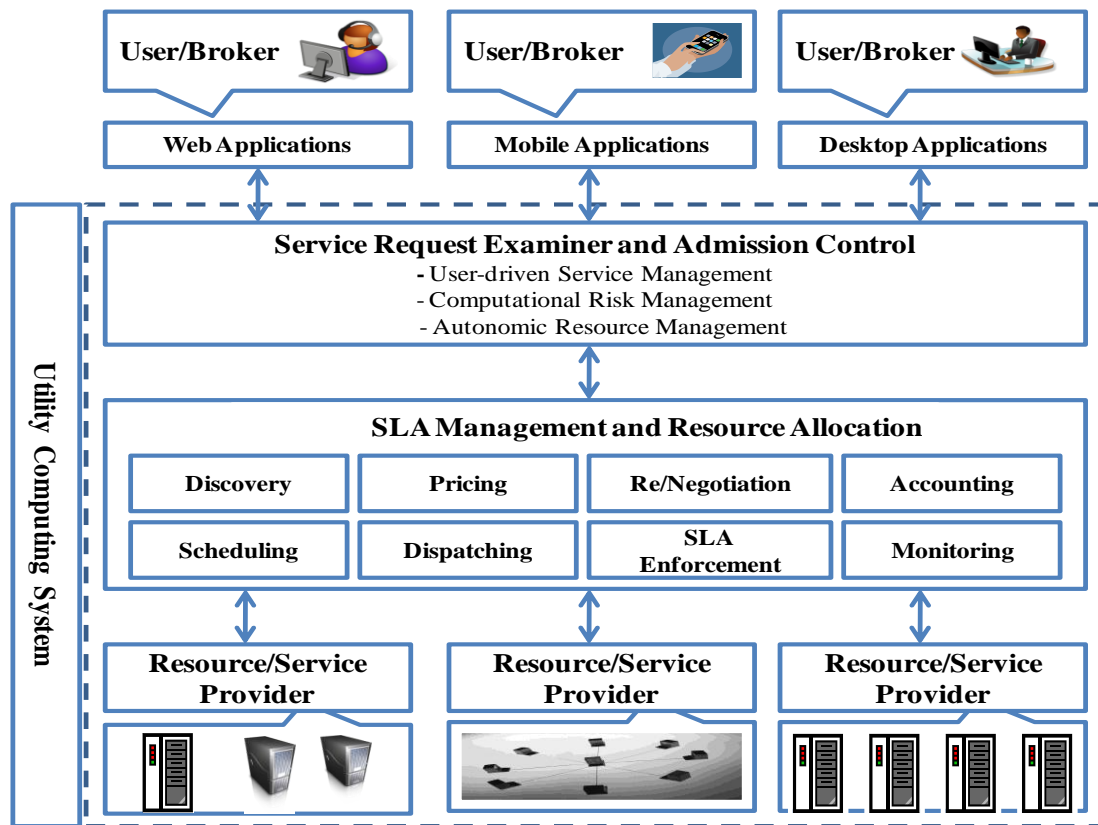 User/Broker
User/Broker
User/Broker
Web Applications
Mobile Applications
Desktop Applications
Utility Computing System
Service Request Examiner and Admission Control
- User-driven Service Management
- Computational Risk Management
- Autonomic Resource Management
SLA Management and Resource Allocation
Discovery
Pricing
Re/Negotiation
Accounting
Scheduling
Dispatching
SLA
Enforcement
Monitoring
Resource/Service
Provider
Resource/Service
Provider
Resource/Service
Provider